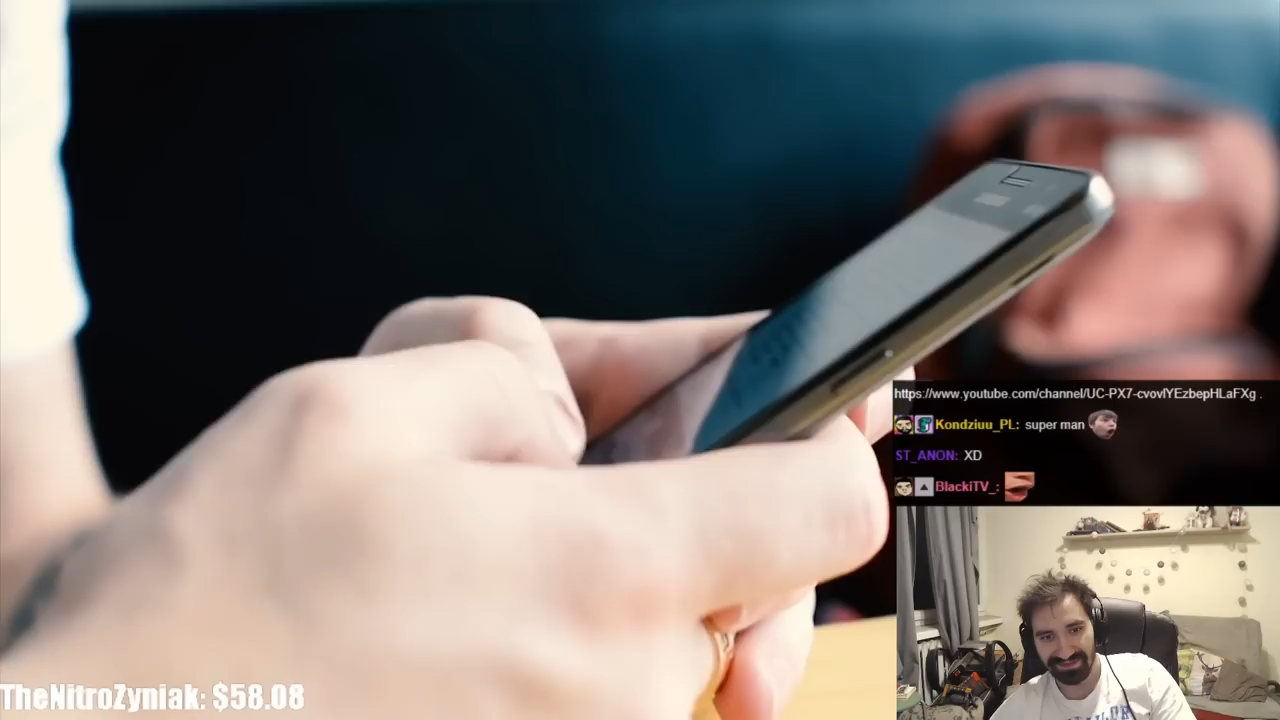 https://www.youtube.com/channel/UC-PX7-cvovlYEzbepHLaFXg .
Kondziuu_PL: super man
ST_ANON: XD
BlackiTV_:
TheNitroZyniak: $58.08